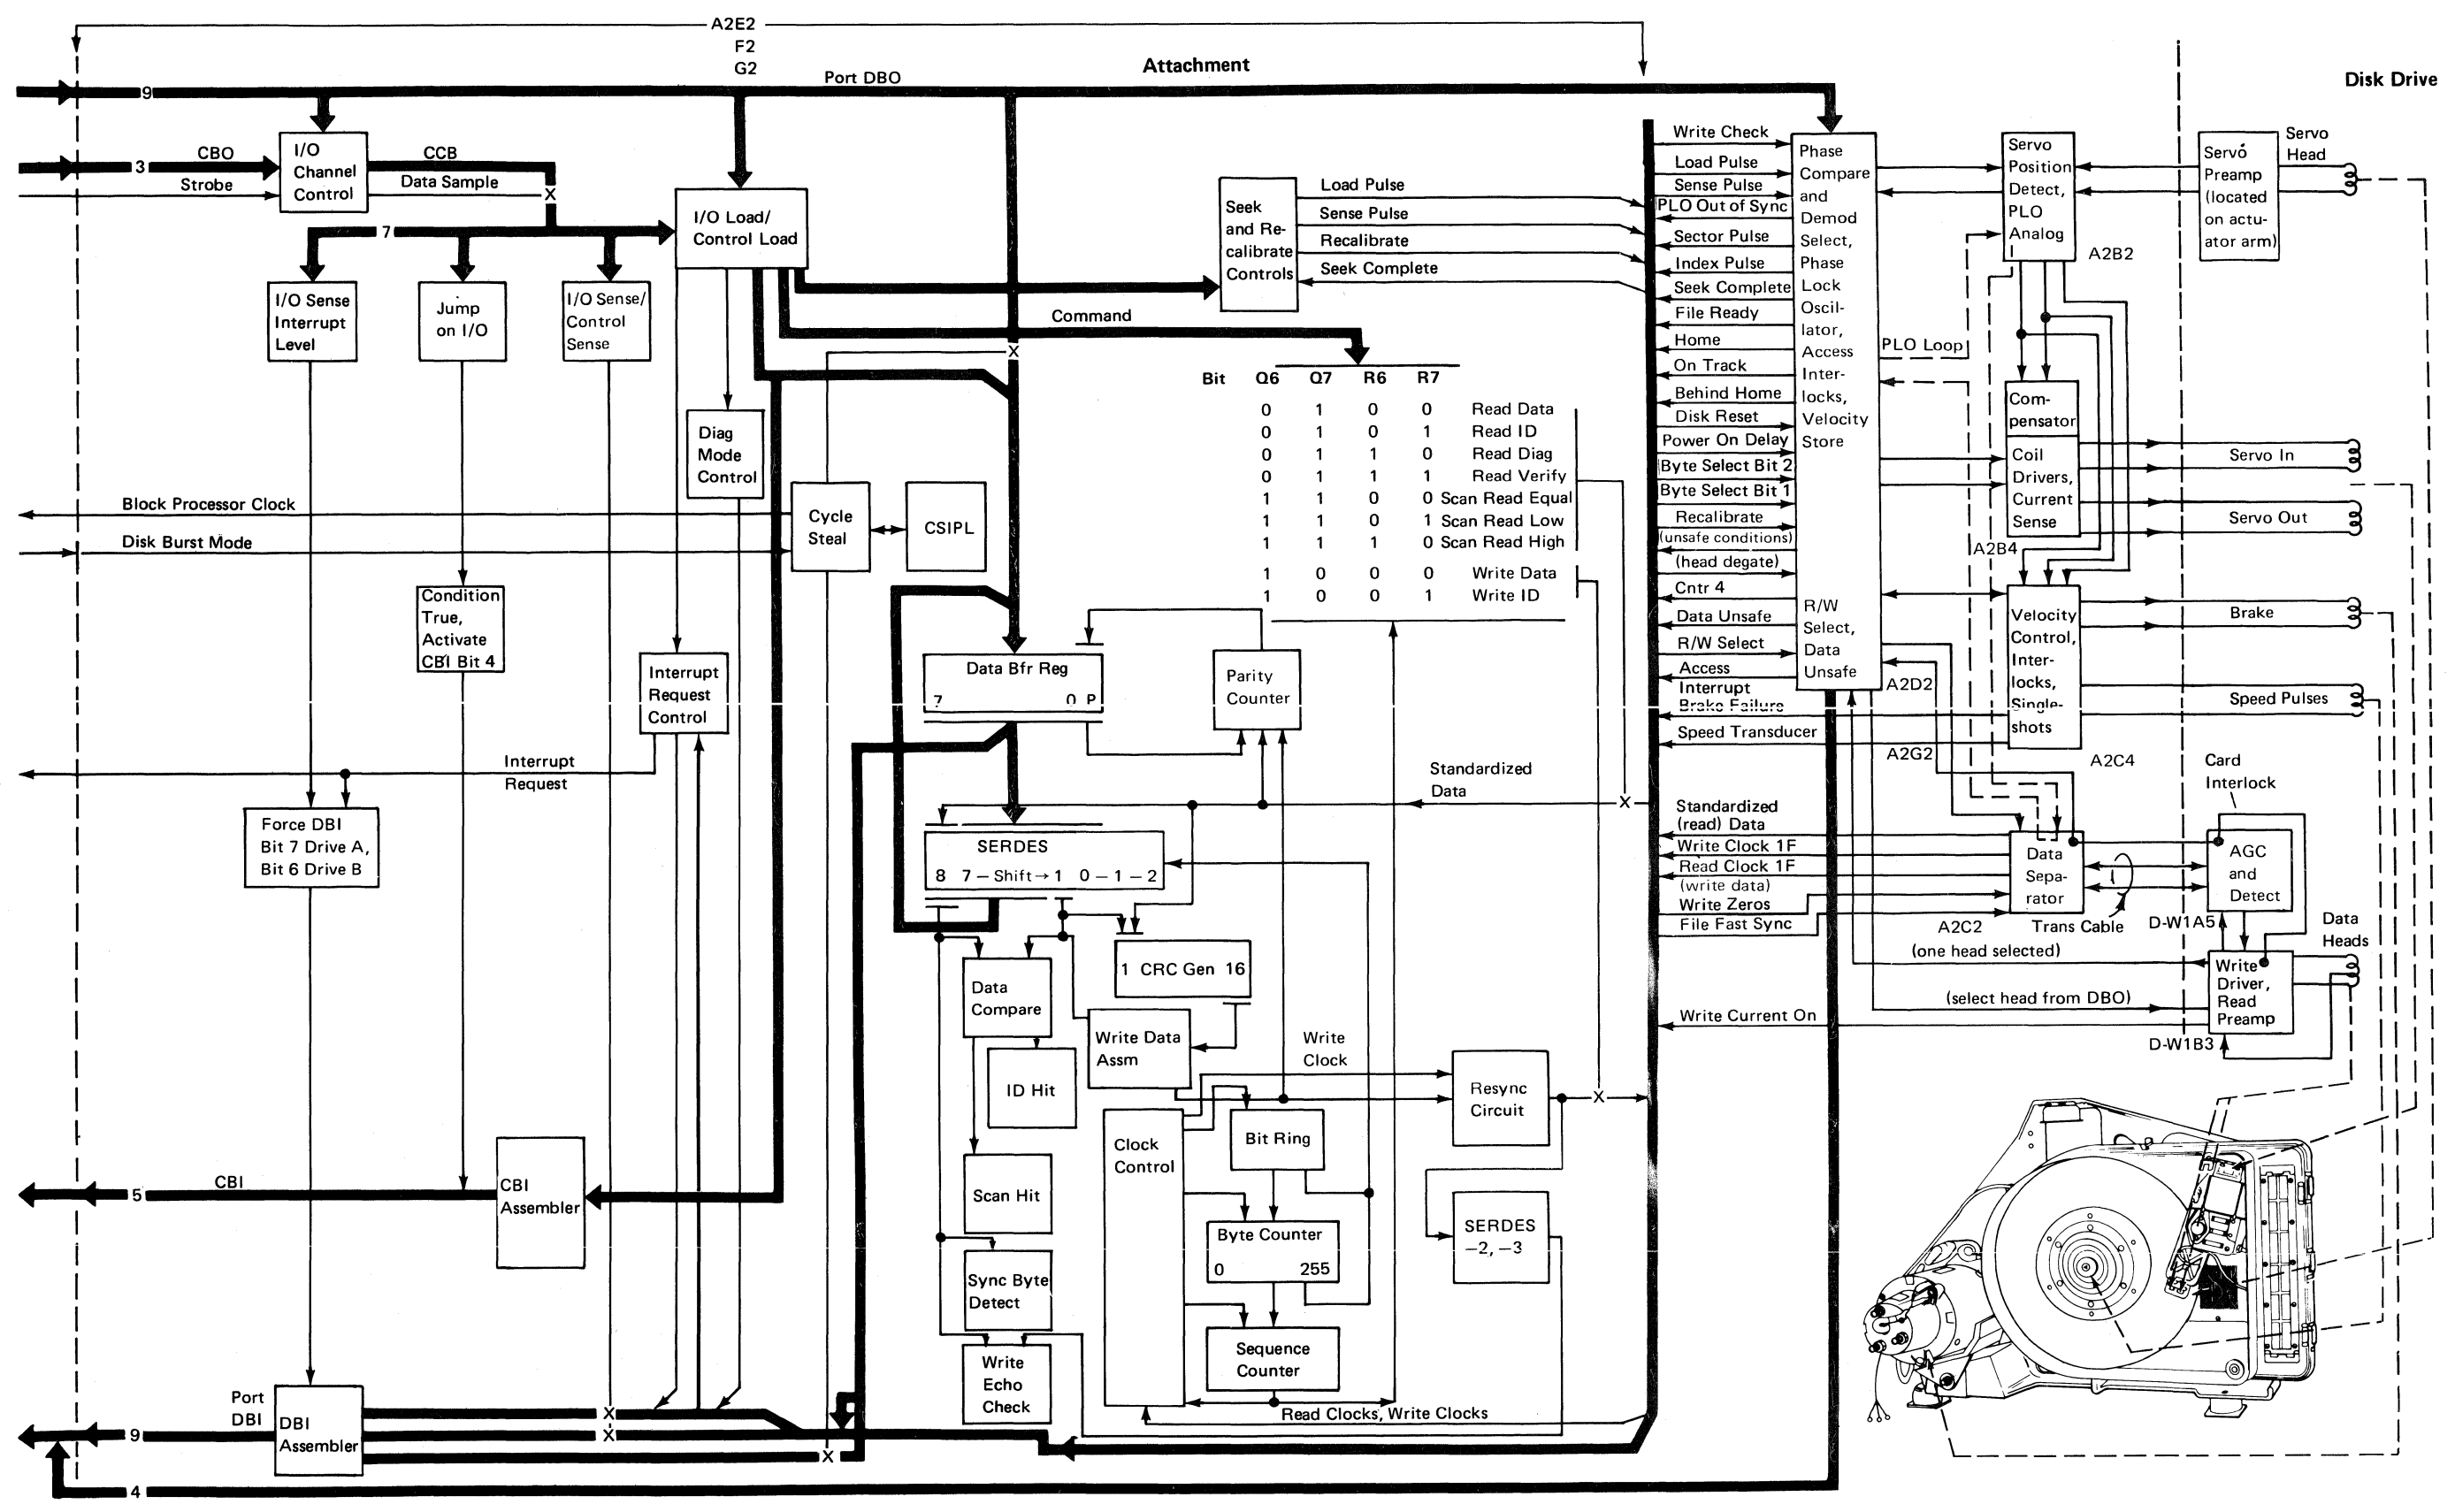 A2E2
F2
G2
Attachment
Disk Drive
Port DBO
9
3
CBO
Strobe
I/O
Channel
Control
CCB
Data Sample
X
7
I/O Load/
Control Load
I/O Sense
Interrupt
Level
Jump
on I/O
I/O Sense/
Control
Sense
Seek
and Re-
calibrate
Controls
Load Pulse
Sense Pulse
Recalibrate
Seek Complete
Command
X
Bit Q6 Q7 R6 R7
0 1 0 0 Read Data
0 1 0 1 Read ID
0 1 1 0 Read Diag
0 1 1 1 Read Verify
1 1 0 0 Scan Read Equal
1 1 0 1 Scan Read Low
1 1 1 0 Scan Read High
1 0 0 0 Write Data
1 0 0 1 Write ID
Diag
Mode
Control
Block Processor Clock
Disk Burst Mode
Cycle
Steal
CSIPL
Condition
True,
Activate
CBI Bit 4
Interrupt
Request
Control
Interrupt
Request
Force DBI
Bit 7 Drive A,
Bit 6 Drive B
Data Bfr Reg
7 0 P
Parity
Counter
Standardized
Data
X
SERDES
8 7 – Shift → 1 0 – 1 – 2
1 CRC Gen 16
Data
Compare
ID Hit
Write Data
Assm
Write
Clock
Resync
Circuit
X
Scan Hit
Clock
Control
Bit Ring
Byte Counter
0 255
SERDES
–2, –3
Sync Byte
Detect
Sequence
Counter
Write
Echo
Check
Read Clocks, Write Clocks
5
CBI
CBI
Assembler
Port
DBI
9
DBI
Assembler
X
X
X
4
Write Check
Load Pulse
Sense Pulse
PLO Out of Sync
Sector Pulse
Index Pulse
Seek Complete
File Ready
Home
On Track
Behind Home
Disk Reset
Power On Delay
Byte Select Bit 2
Byte Select Bit 1
Recalibrate
(unsafe conditions)
(head degate)
Cntr 4
Data Unsafe
R/W Select
Access
Interrupt
Brake Failure
Speed Transducer
Standardized
(read) Data
Write Clock 1F
Read Clock 1F
(write data)
Write Zeros
File Fast Sync
Write Current On
Phase
Compare
and
Demod
Select,
Phase
Lock
Oscil-
lator,
Access
Inter-
locks,
Velocity
Store
R/W
Select,
Data
Unsafe
A2D2
A2G2
PLO Loop
Servo
Position
Detect,
PLO
Analog
A2B2
Servo
Preamp
(located
on actu-
ator arm)
Servo
Head
Com-
pensator
Coil
Drivers,
Current
Sense
A2B4
Servo In
Servo Out
Velocity
Control,
Inter-
locks,
Single-
shots
A2C4
Brake
Speed Pulses
Card
Interlock
Data
Sepa-
rator
A2C2
Trans Cable
AGC
and
Detect
D-W1A5
Data
Heads
(one head selected)
(select head from DBO)
Write
Driver,
Read
Preamp
D-W1B3